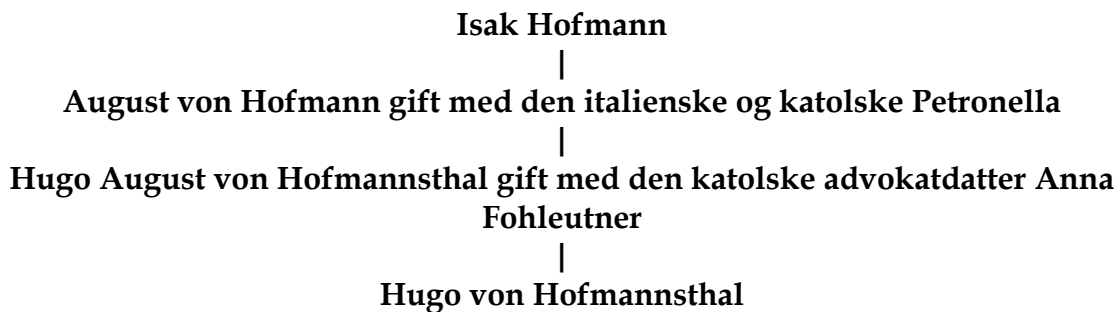 Isak Hofmann
|
August von Hofmann gift med den italienske og katolske Petronella
|
Hugo August von Hofmannsthal gift med den katolske advokatdatter Anna
Fohleutner
|
Hugo von Hofmannsthal